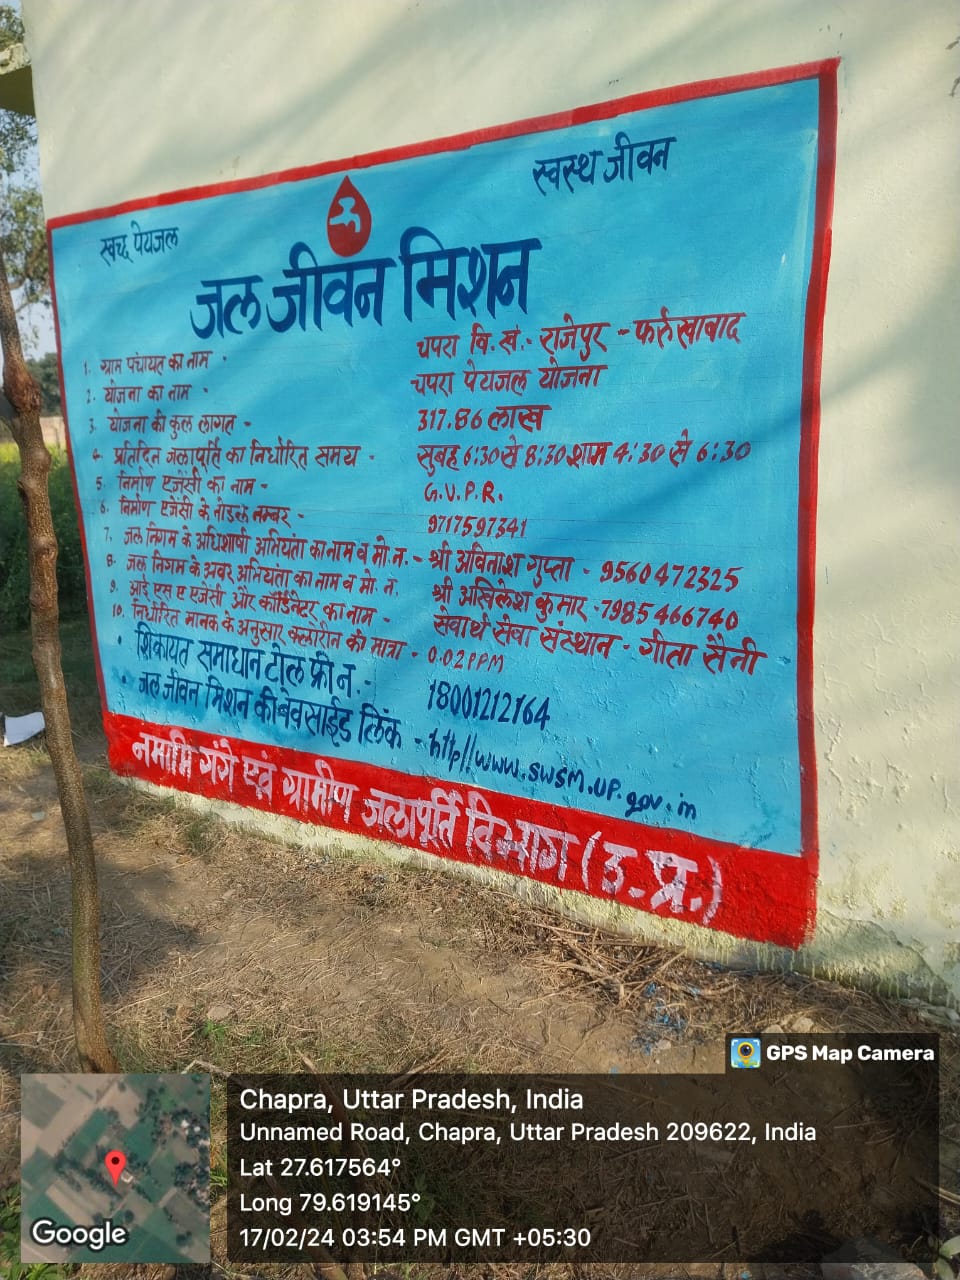 स्वच्छ पेयजल
स्वस्थ जीवन
जल जीवन मिशन
1. ग्राम पंचायत का नाम - चपरा वि.खं.- राजेपुर - फर्रुखाबाद
2. योजना का नाम - चपरा पेयजल योजना
3. योजना की कुल लागत - 317.86 लाख
4. प्रतिदिन जलापूर्ति का निर्धारित समय - सुबह 6:30 से 8:30 शाम 4:30 से 6:30
5. निर्माण एजेंसी का नाम - G.V.P.R.
6. निर्माण एजेंसी के नोडल नम्बर - 9717597341
7. जल निगम के अधिशाषी अभियंता का नाम व मो.न. - श्री अविनाश गुप्ता - 9560472325
8. जल निगम के अवर अभियंता का नाम व मो. नं. श्री अखिलेश कुमार - 7985466740
9. आई एस ए एजेंसी और कॉर्डिनेटर का नाम - सेवार्थ सेवा संस्थान - गीता सैनी
10. निर्धारित मानक के अनुसार क्लोरीन की मात्रा - 0.02 PPM
• शिकायत समाधान टोल फ्री न.- 18001212164
• जल जीवन मिशन की बेवसाईड लिंक - http//www.swsm.up.gov.in
नमामि गंगे एवं ग्रामीण जलापूर्ति विभाग (उ.प्र.)
GPS Map Camera
Chapra, Uttar Pradesh, India
Unnamed Road, Chapra, Uttar Pradesh 209622, India
Lat 27.617564°
Long 79.619145°
17/02/24 03:54 PM GMT +05:30
Google